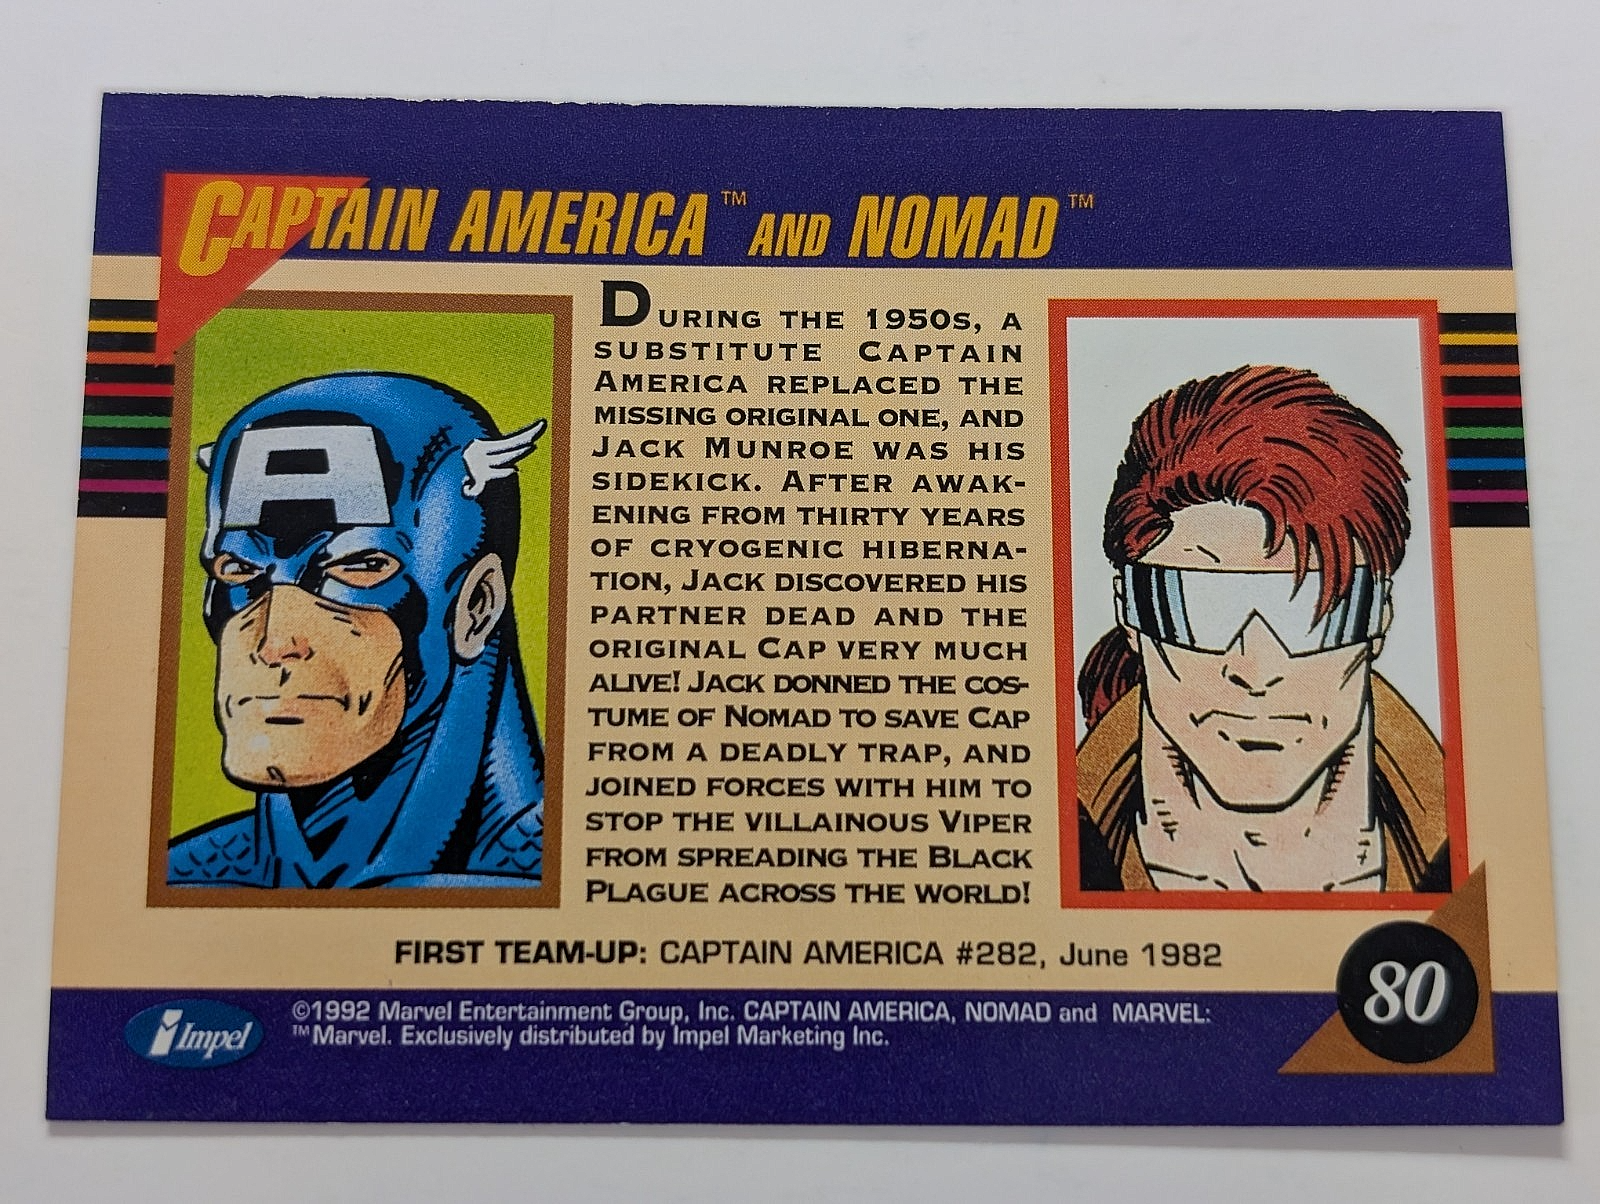 CAPTAIN AMERICA™ AND NOMAD™
DURING THE 1950S, A
SUBSTITUTE CAPTAIN
AMERICA REPLACED THE
MISSING ORIGINAL ONE, AND
JACK MUNROE WAS HIS
SIDEKICK. AFTER AWAK-
ENING FROM THIRTY YEARS
OF CRYOGENIC HIBERNA-
TION, JACK DISCOVERED HIS
PARTNER DEAD AND THE
ORIGINAL CAP VERY MUCH
ALIVE! JACK DONNED THE COS-
TUME OF NOMAD TO SAVE CAP
FROM A DEADLY TRAP, AND
JOINED FORCES WITH HIM TO
STOP THE VILLAINOUS VIPER
FROM SPREADING THE BLACK
PLAGUE ACROSS THE WORLD!
A
FIRST TEAM-UP: CAPTAIN AMERICA #282, June 1982
80
Impel
©1992 Marvel Entertainment Group, Inc. CAPTAIN AMERICA, NOMAD and MARVEL:
™Marvel. Exclusively distributed by Impel Marketing Inc.